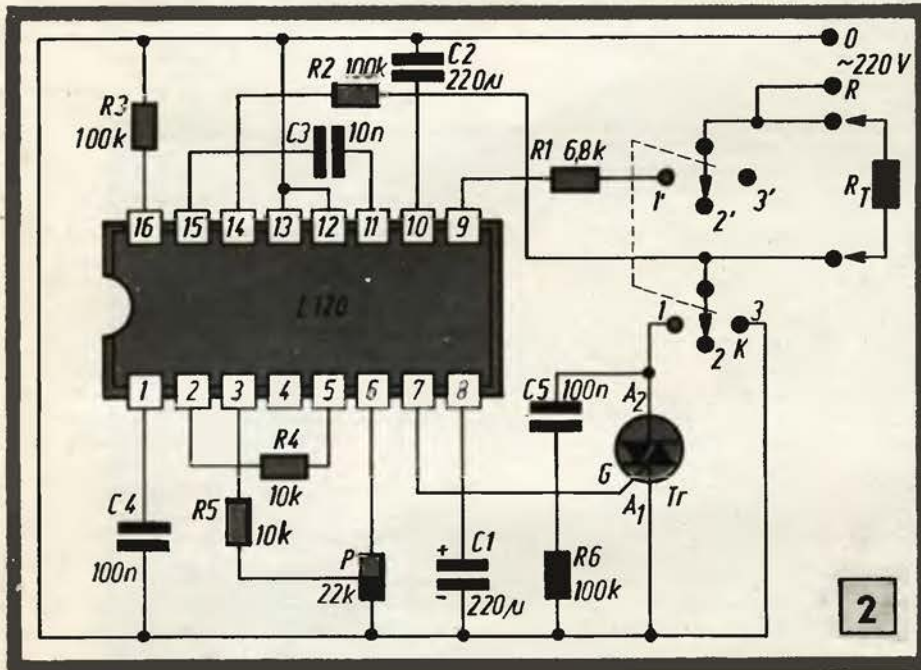 0
~220 V
C2
220µ
R2 100k
R
R3
100k
C3
10n
R1 6,8k
1'
3'
2'
R_T
16 15 14 13 12 11 10 9
L120
1
3
2
K
1 2 3 4 5 6 7 8
C5
100n
A2
R4
10k
G
Tr
A1
R5
10k
C4
100n
P
22k
+
C1
-
220µ
R6
100k
2